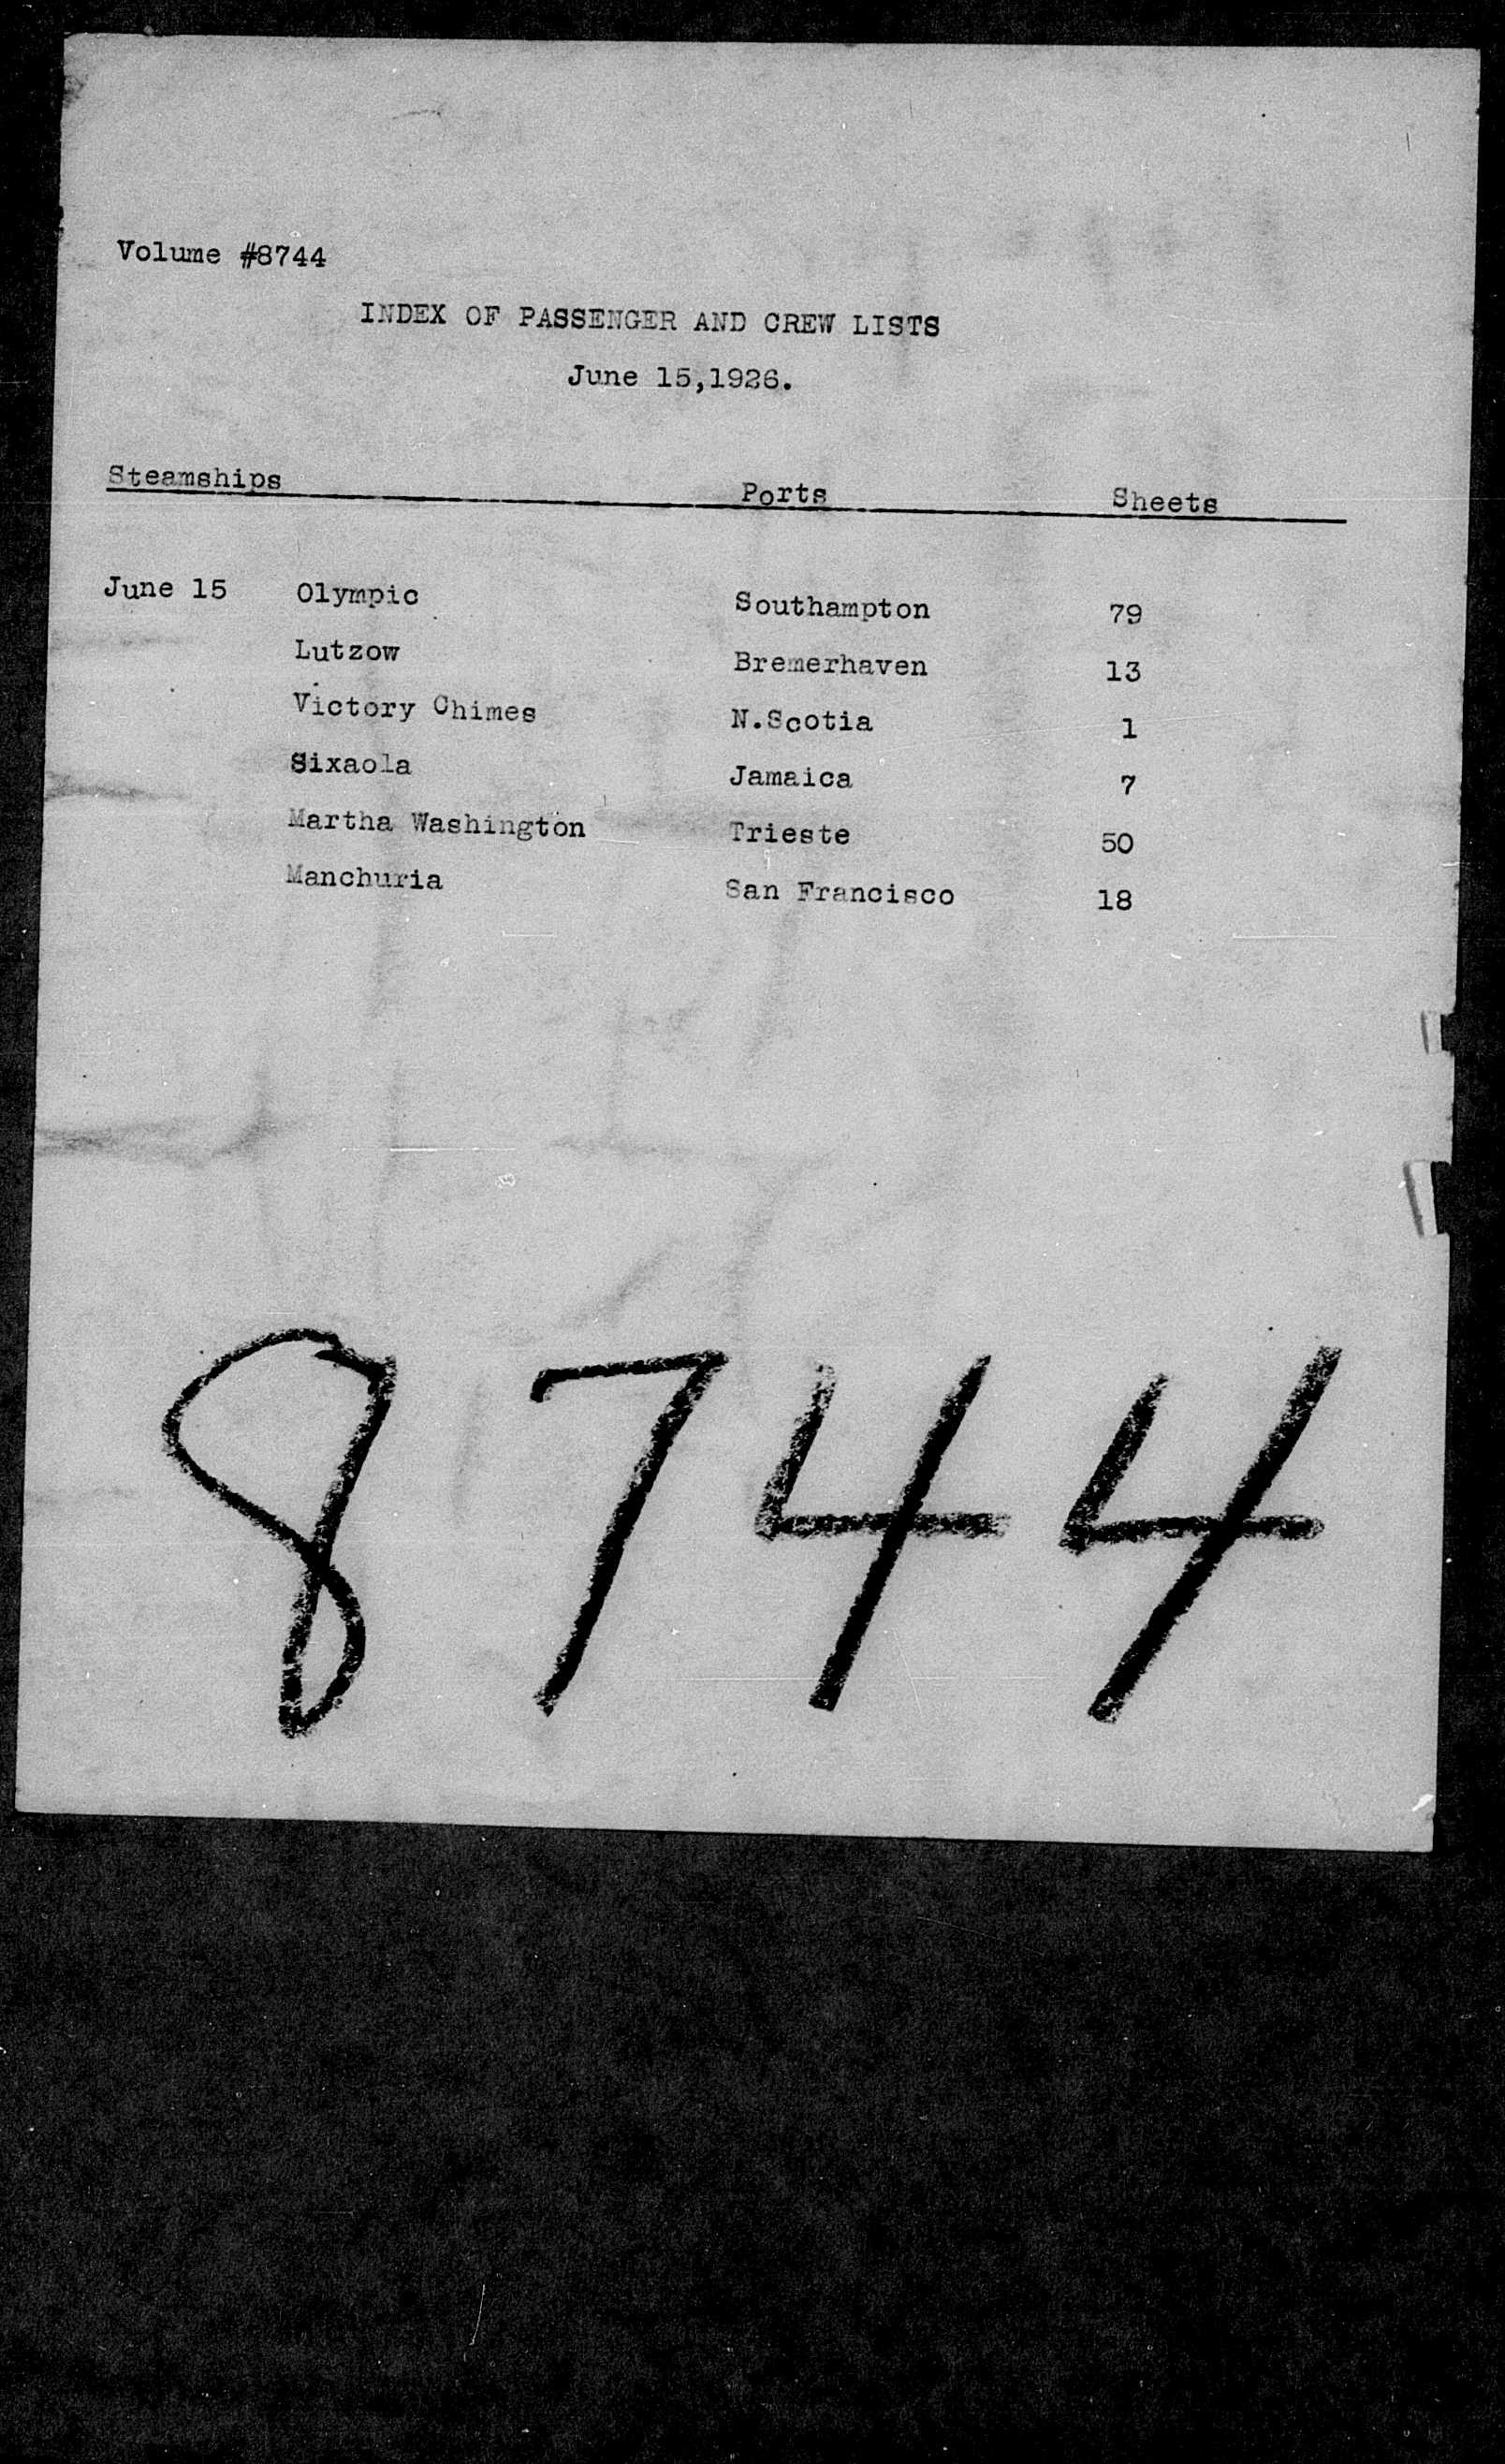 Volume #8744
INDEX OF PASSENGER AND CREW LISTS
June 15,1926.
Steamships Ports Sheets
June 15 Olympic Southampton 79
Lutzow Bremerhaven 13
Victory Chimes N.Scotia 1
Sixaola Jamaica 7
Martha Washington Trieste 50
Manchuria San Francisco 18
8744